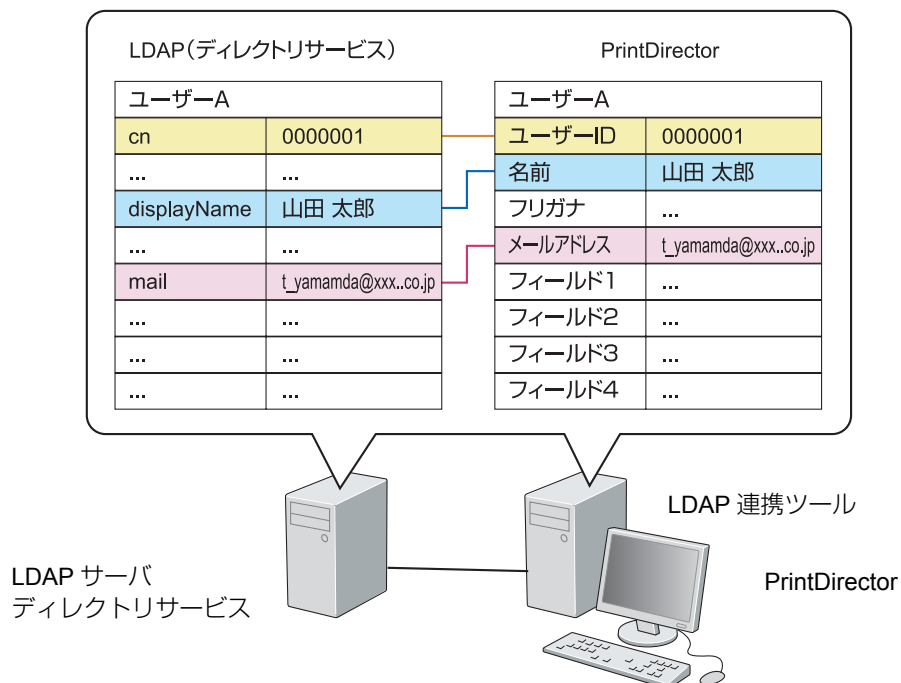 LDAP(ディレクトリサービス)
ユーザーA
cn 0000001
... ...
displayName 山田 太郎
... ...
mail t_yamamda@xxx..co.jp
... ...
... ...
... ...
PrintDirector
ユーザーA
ユーザーID 0000001
名前 山田 太郎
フリガナ ...
メールアドレス t_yamamda@xxx..co.jp
フィールド1 ...
フィールド2 ...
フィールド3 ...
フィールド4 ...
LDAP サーバ
ディレクトリサービス
LDAP 連携ツール
PrintDirector